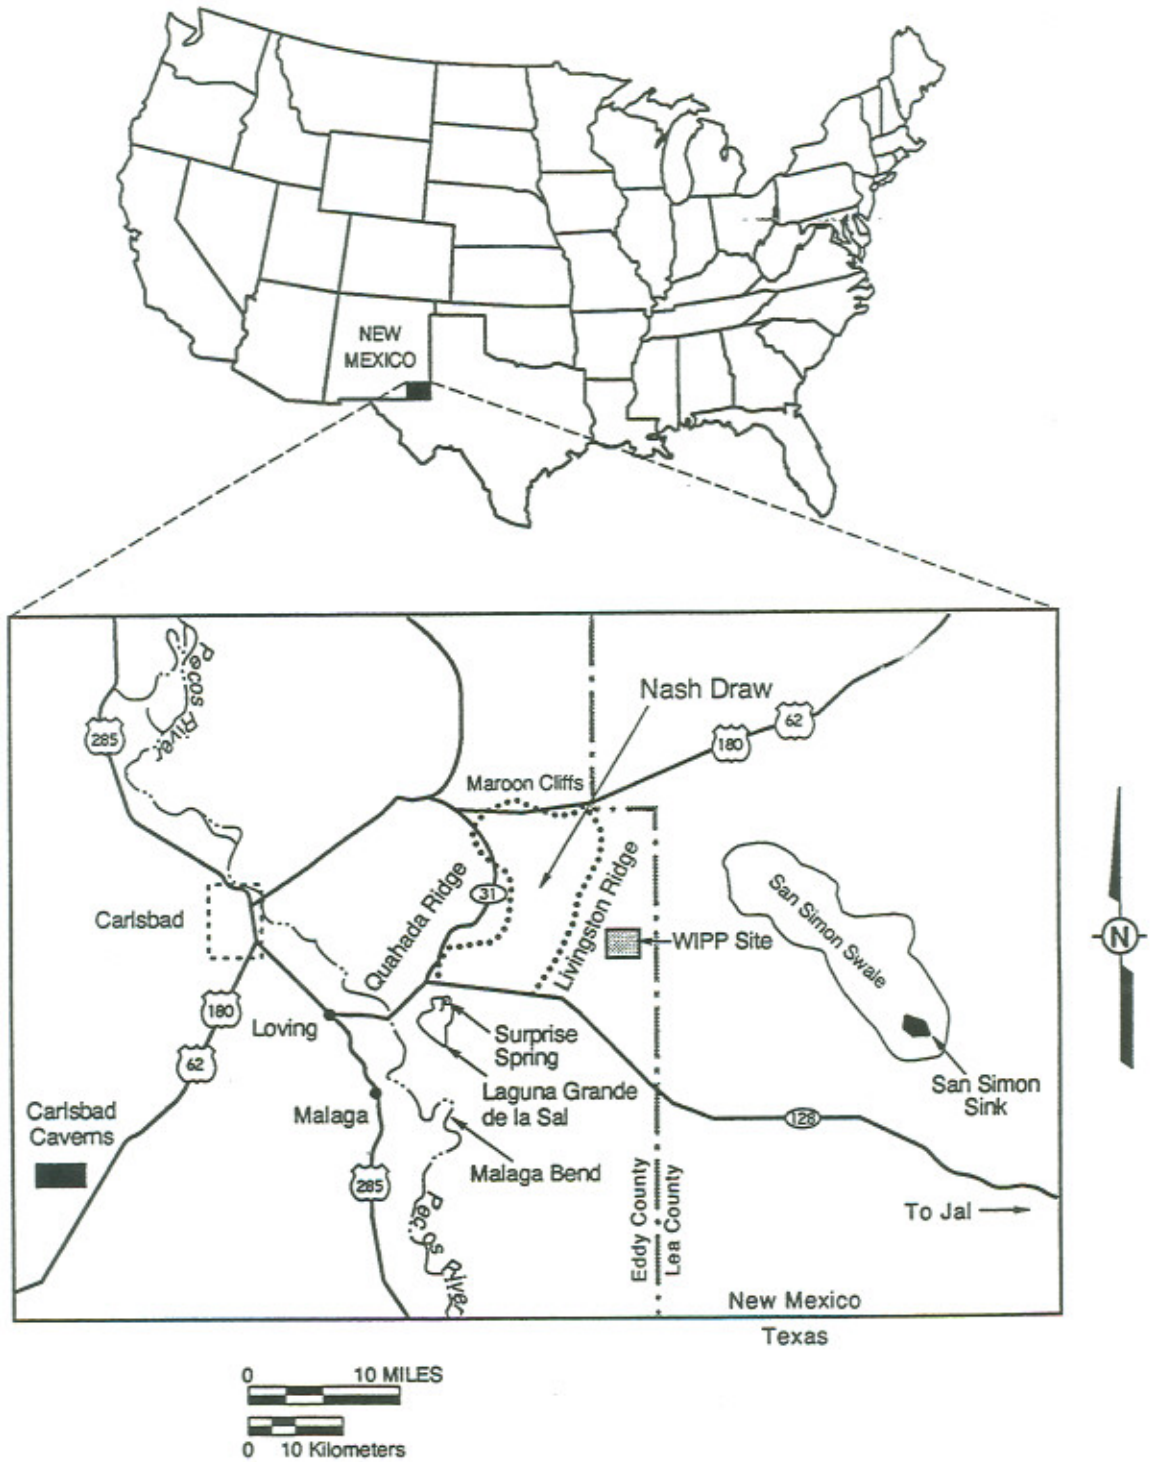 NEW
MEXICO
Pecos River
285
Nash Draw
62
180
Maroon Cliffs
Quahada Ridge
31
Livingston Ridge
San Simon Swale
Carlsbad
WIPP Site
N
180
Loving
62
Surprise
Spring
Laguna Grande
de la Sal
San Simon
Sink
Carlsbad
Caverns
Malaga
128
Malaga Bend
285
Pecos River
Eddy County
Lea County
To Jal
New Mexico
Texas
0 10 MILES
0 10 Kilometers